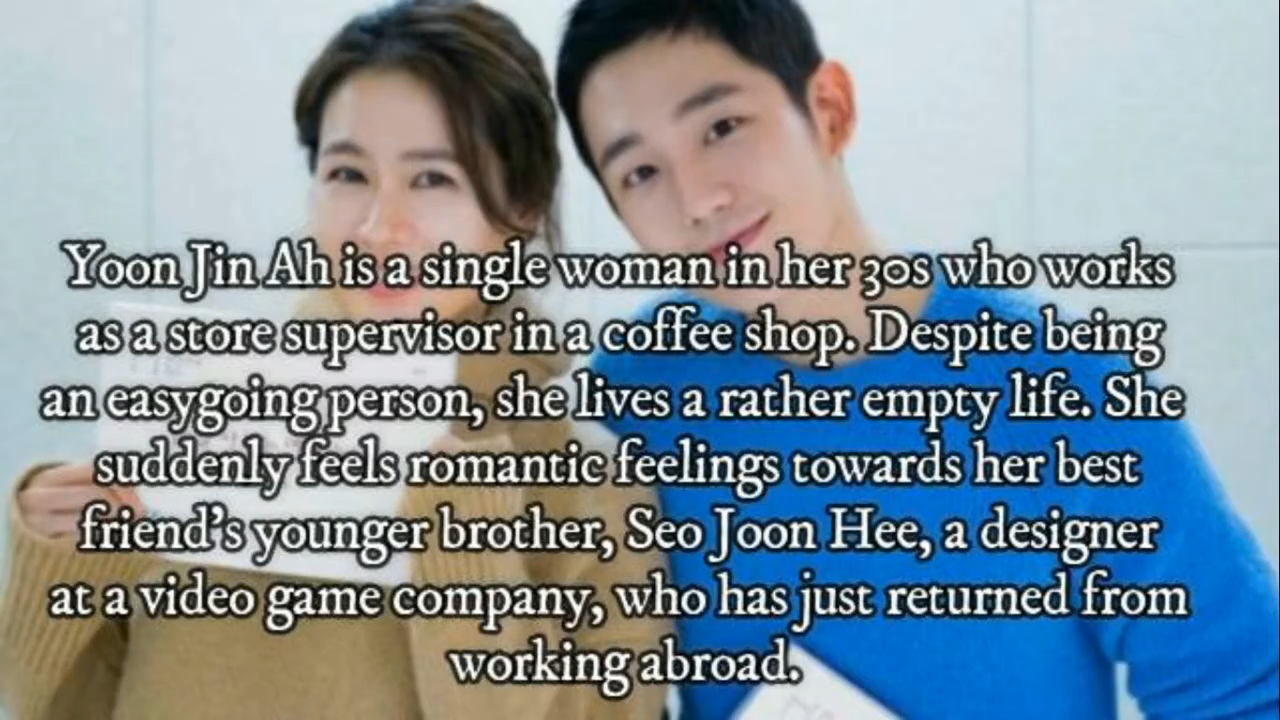 Yoon Jin Ah is a single woman in her 30s who works
as a store supervisor in a coffee shop. Despite being
an easygoing person, she lives a rather empty life. She
suddenly feels romantic feelings towards her best
friend’s younger brother, Seo Joon Hee, a designer
at a video game company, who has just returned from
working abroad.